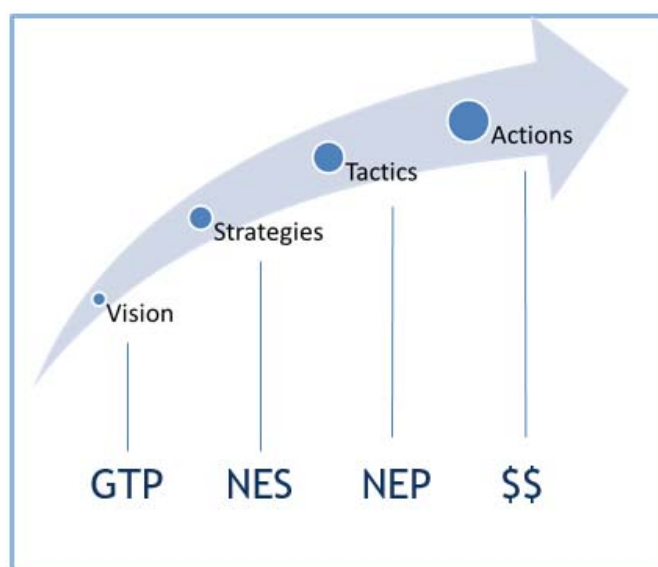 Actions
Tactics
Strategies
Vision
GTP NES NEP $$